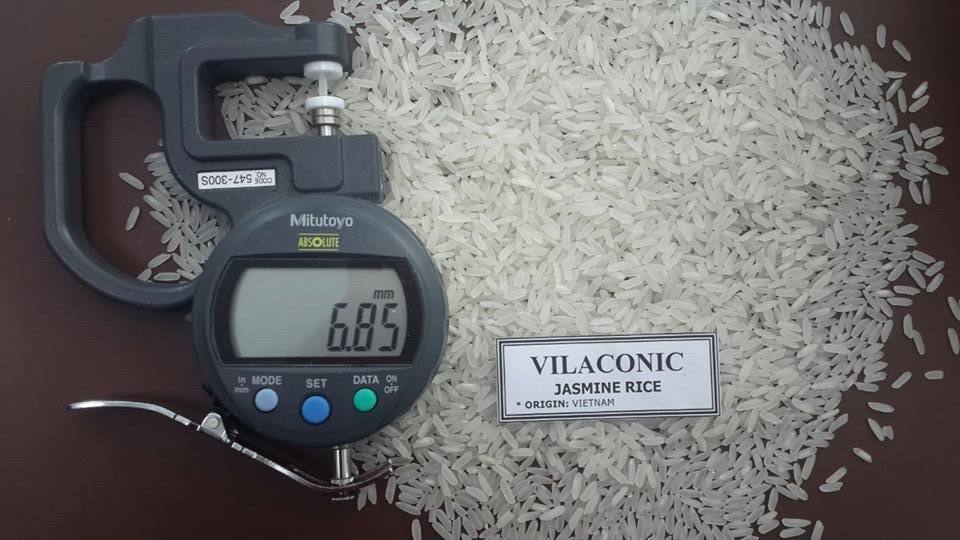 CODE
NO. 547-300S
Mitutoyo
ABSOLUTE
mm
6.85
in
mm
MODE
SET
DATA
ON
OFF
VILACONIC
JASMINE RICE
* ORIGIN: VIETNAM